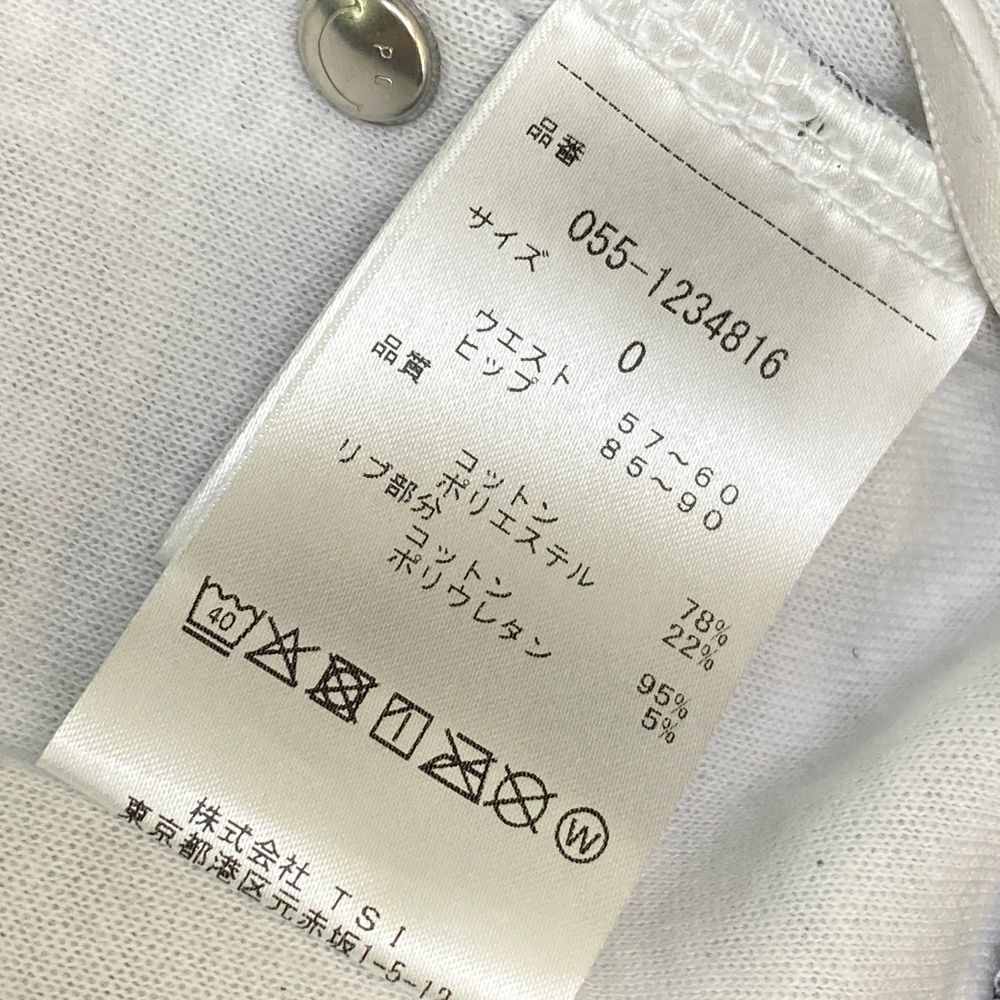 品番
055-1234816
サイズ
0
ウエスト 57～60
ヒップ 85～90
品質
コットン 78%
ポリエステル 22%
リブ部分
コットン 95%
ポリウレタン 5%
40
W
株式会社 TSI
東京都港区元赤坂1-5-12